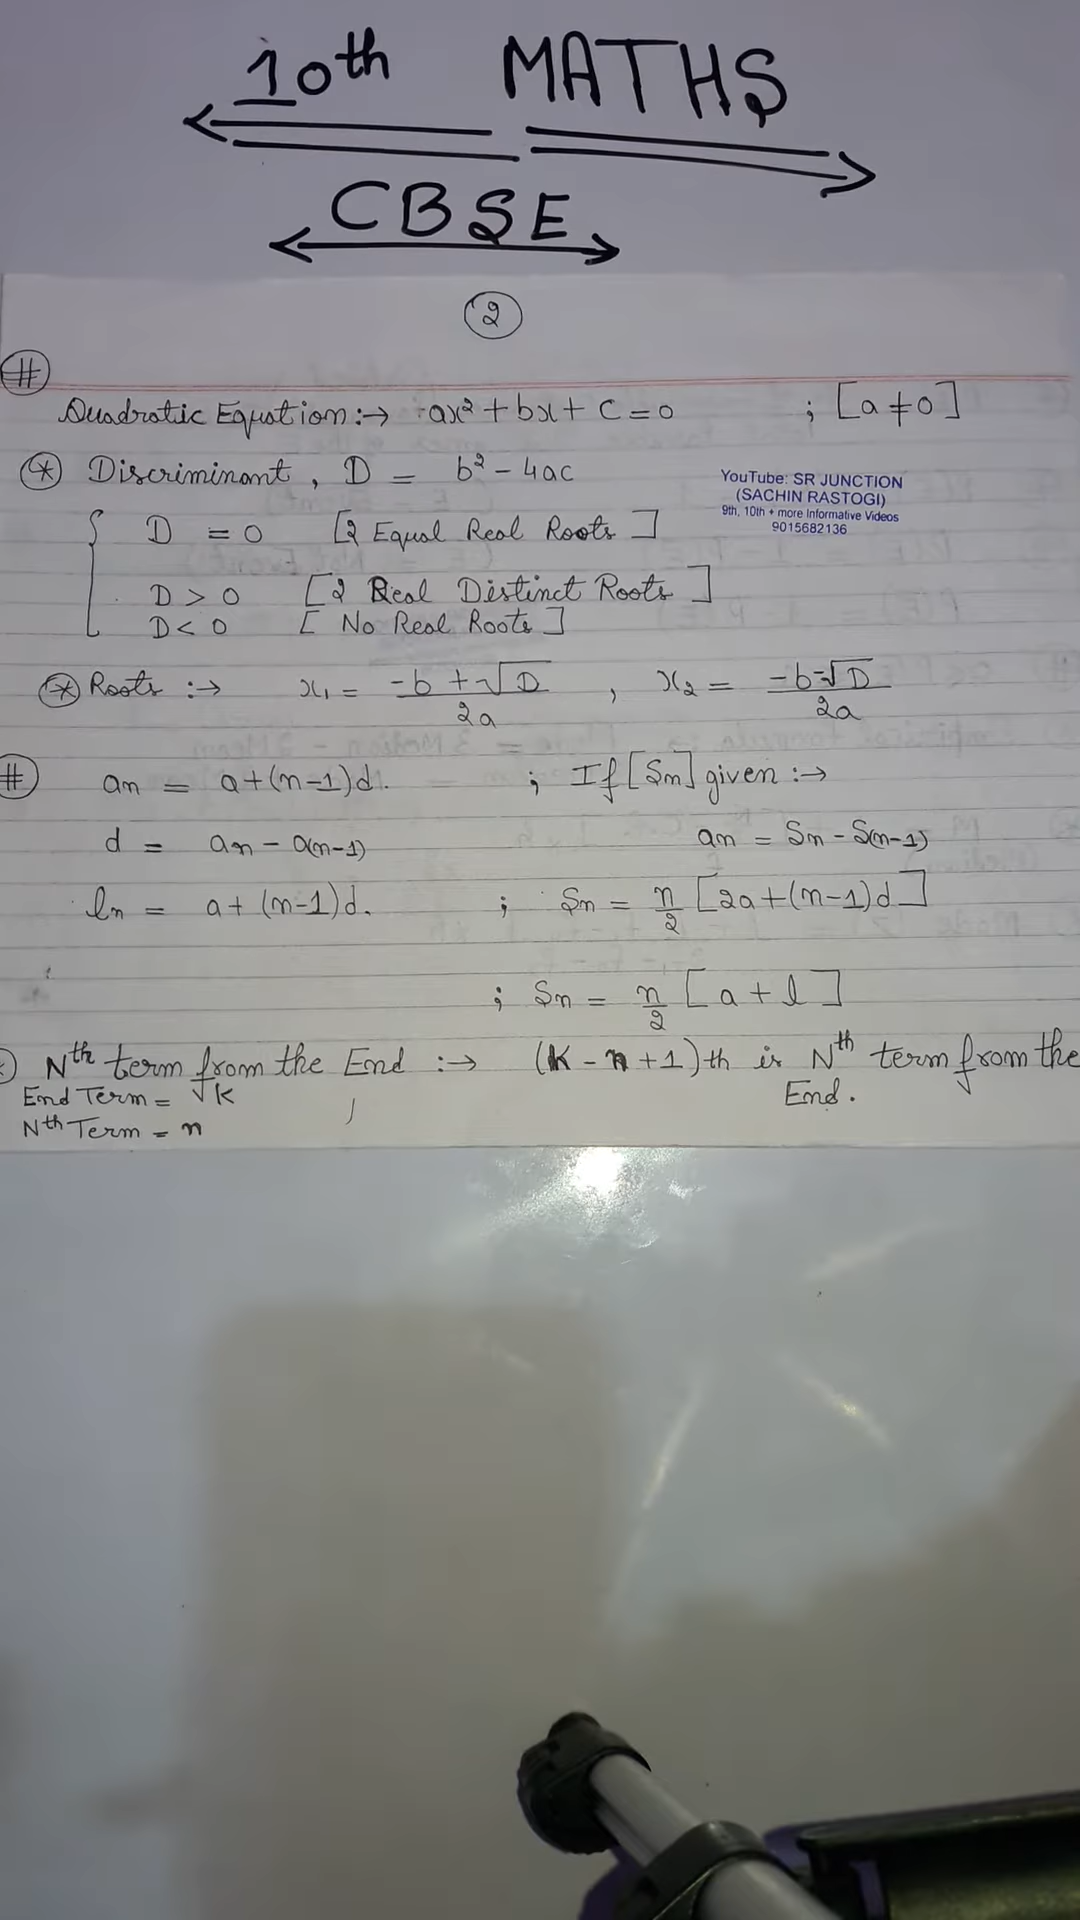 10th MATHS
CBSE
2
#
Quadratic Equation :→ ax² + bx + c = 0 ; [a ≠ 0]
* Discriminant, D = b² - 4ac
YouTube: SR JUNCTION
(SACHIN RASTOGI)
9th, 10th + more Informative Videos
9015682136
D = 0 [2 Equal Real Roots]
D > 0 [2 Real Distinct Roots]
D < 0 [No Real Roots]
* Roots :→ x₁ = (-b + √D)/2a , x₂ = (-b - √D)/2a
# an = a + (n-1)d. ; If [Sn] given :→
d = an - a(n-1) an = Sn - S(n-1)
ln = a + (n-1)d. ; Sn = n/2 [2a + (n-1)d]
; Sn = n/2 [a + l]
Nth term from the End :→ (k - n + 1)th is Nth term from the
End Term = k End.
Nth Term = n